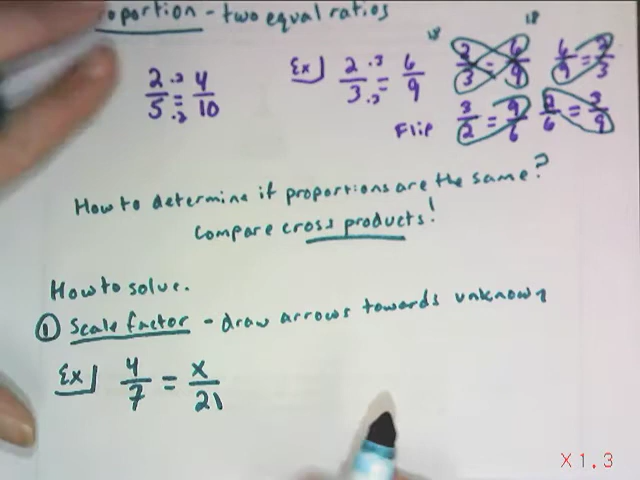 oportion - two equal ratios
2/5 = 4/10
·2
·2
Ex] 2/3 = 6/9
·3
·3
18 18
2/3 = 6/9 6/9 = 2/3
Flip 3/2 = 9/6 2/6 = 3/9
How to determine if proportions are the same?
Compare cross products!
How to solve.
① Scale factor - draw arrows towards unknown
Ex] 4/7 = x/21
X1.3